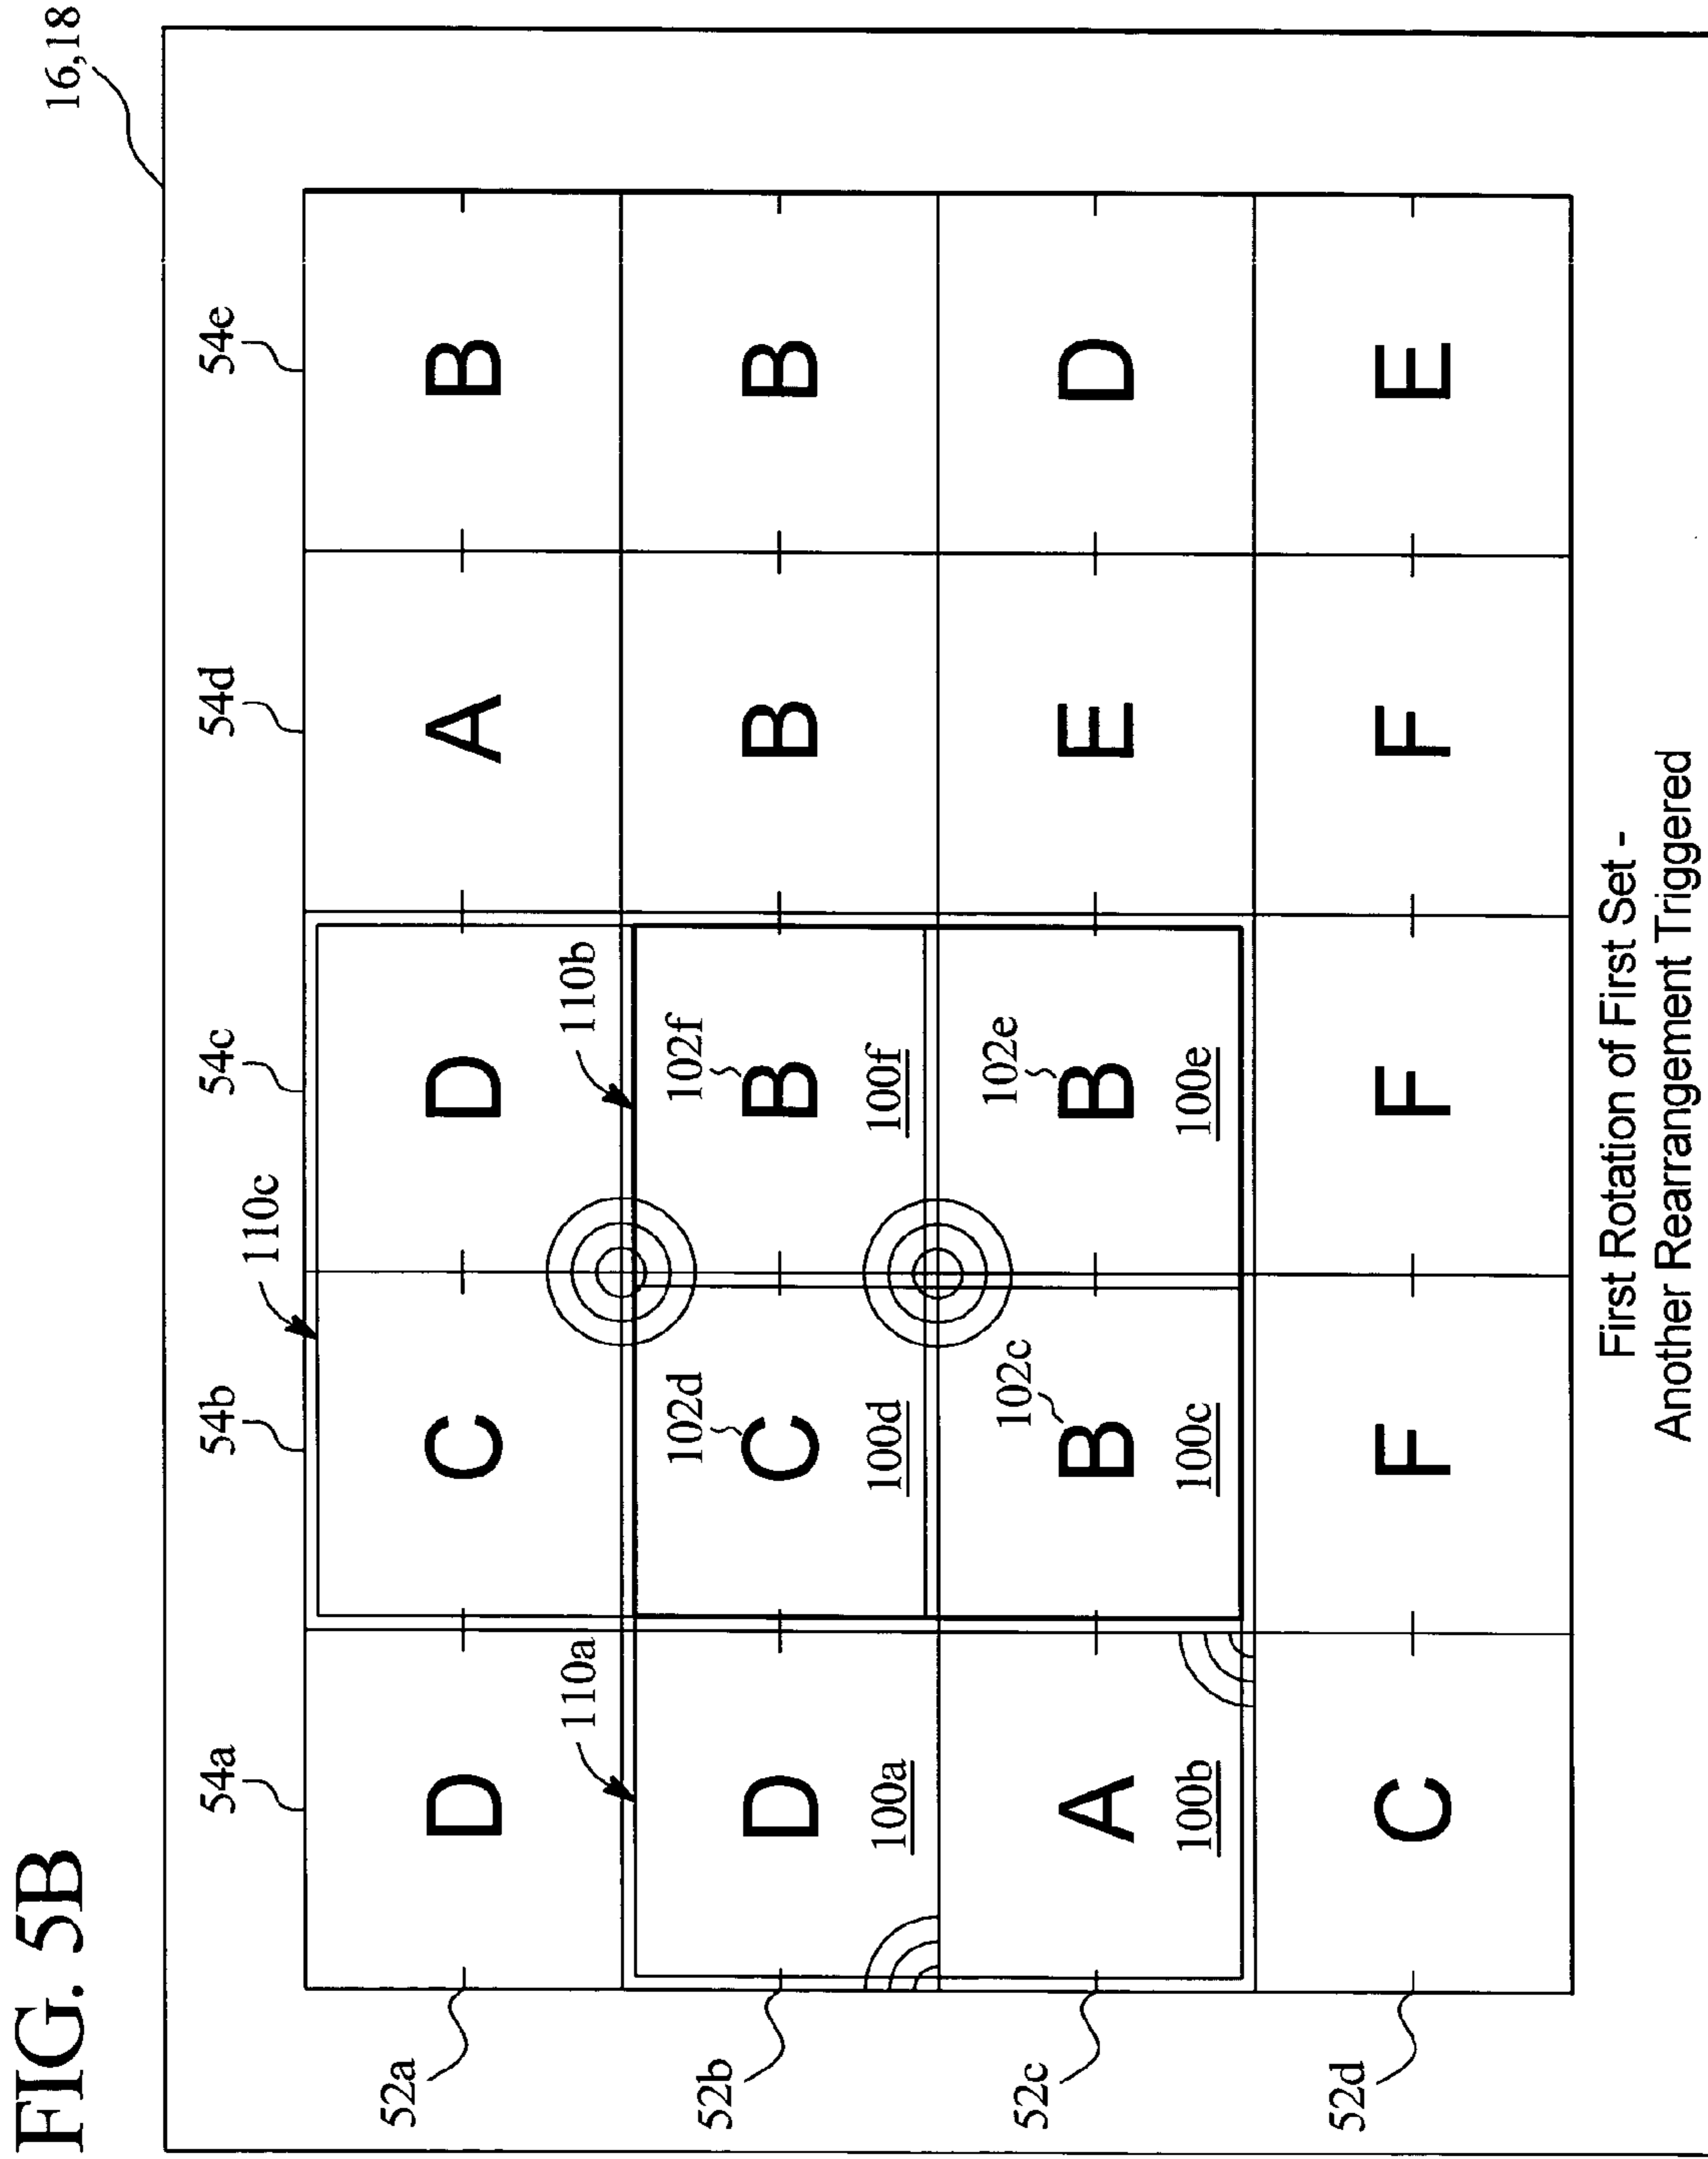 FIG. 5B
16,18
54a 54b 54c 54d 54e
110c
52a D C D A B
110a 110b
102d 102f
52b D C B B B
100a 100d 100f
102c 102e
52c A B B E D
100b 100c 100e
52d C F F F E
First Rotation of First Set -
Another Rearrangement Triggered